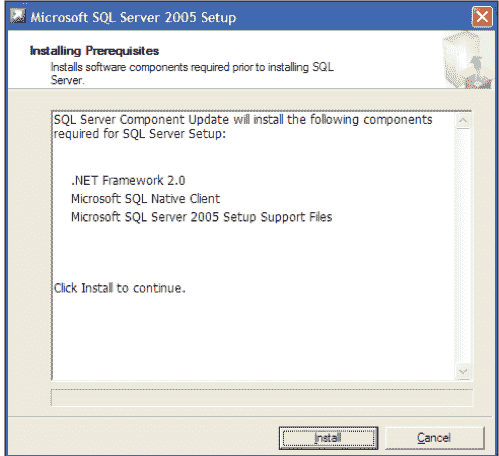 Microsoft SQL Server 2005 Setup
Installing Prerequisites
Installs software components required prior to installing SQL
Server.
SQL Server Component Update will install the following components
required for SQL Server Setup:
.NET Framework 2.0
Microsoft SQL Native Client
Microsoft SQL Server 2005 Setup Support Files
Click Install to continue.
Install
Cancel